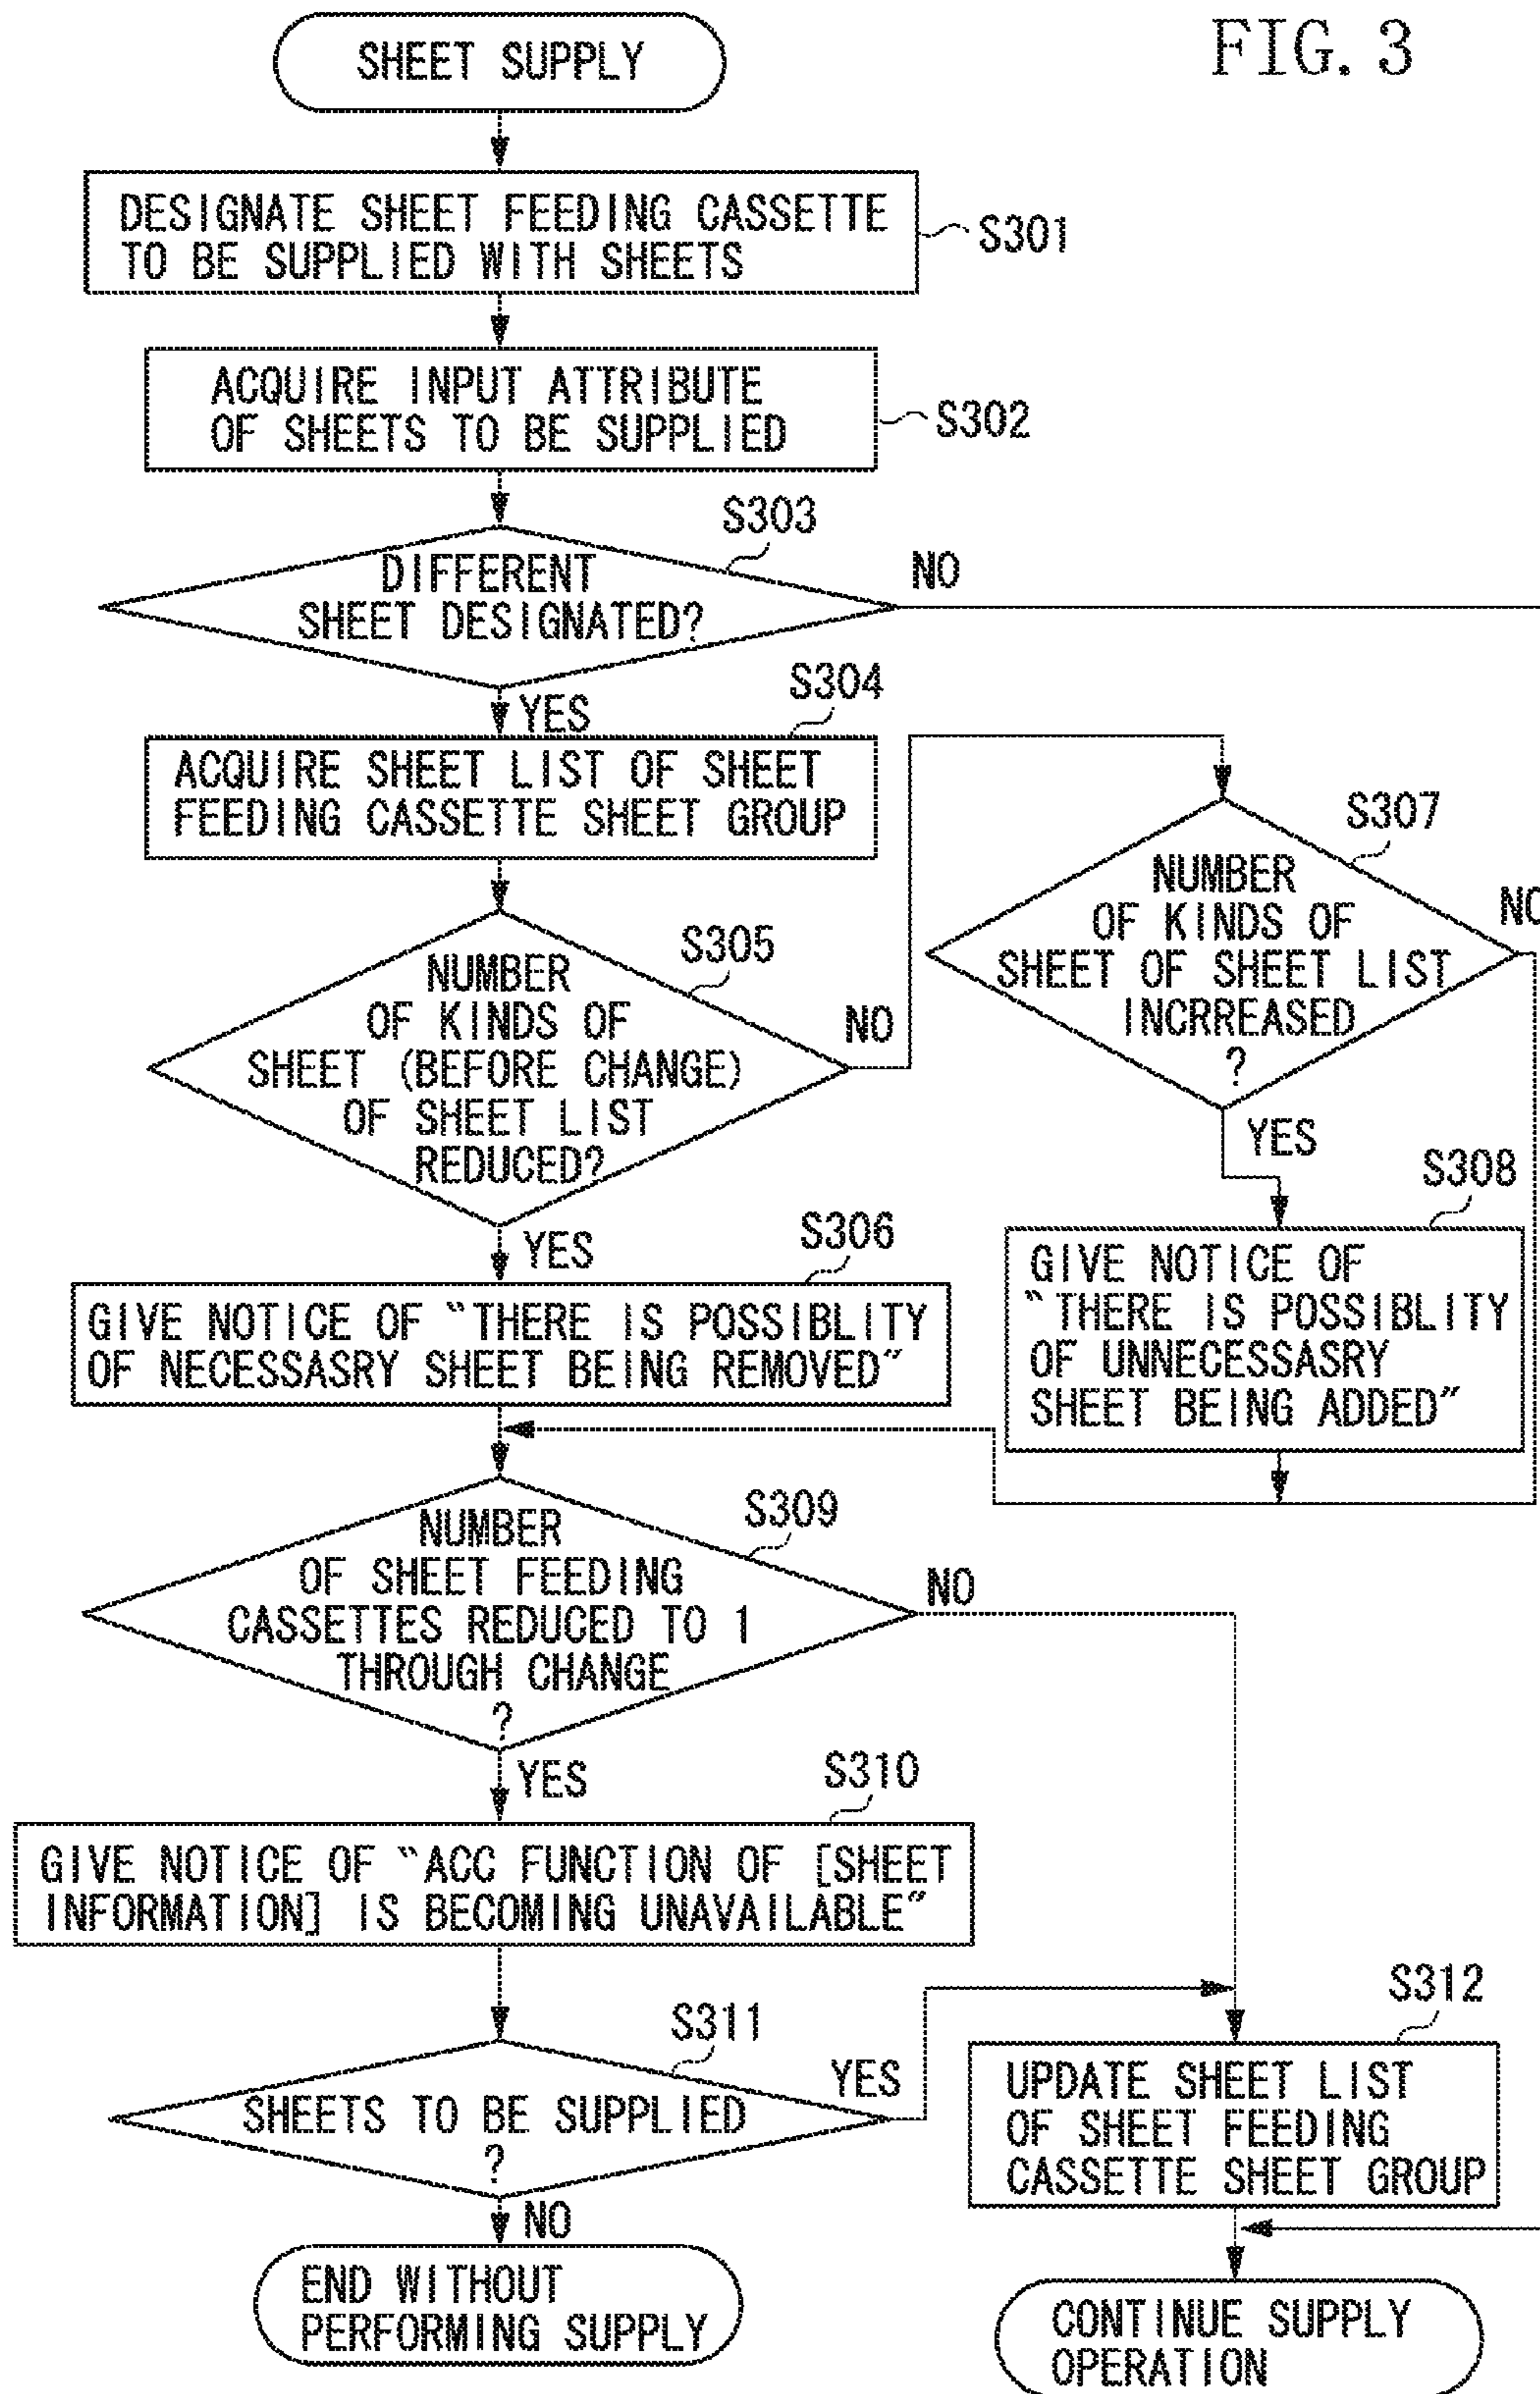 FIG. 3
SHEET SUPPLY
DESIGNATE SHEET FEEDING CASSETTE
TO BE SUPPLIED WITH SHEETS
S301
ACQUIRE INPUT ATTRIBUTE
OF SHEETS TO BE SUPPLIED
S302
S303
DIFFERENT
SHEET DESIGNATED?
NO
YES
S304
ACQUIRE SHEET LIST OF SHEET
FEEDING CASSETTE SHEET GROUP
S305
NUMBER
OF KINDS OF
SHEET (BEFORE CHANGE)
OF SHEET LIST
REDUCED?
NO
YES
S306
GIVE NOTICE OF “THERE IS POSSIBLITY
OF NECESSASRY SHEET BEING REMOVED”
S307
NUMBER
OF KINDS OF
SHEET OF SHEET LIST
INCRREASED
?
NO
YES
S308
GIVE NOTICE OF
“THERE IS POSSIBLITY
OF UNNECESSASRY
SHEET BEING ADDED”
S309
NUMBER
OF SHEET FEEDING
CASSETTES REDUCED TO 1
THROUGH CHANGE
?
NO
YES
S310
GIVE NOTICE OF “ACC FUNCTION OF [SHEET
INFORMATION] IS BECOMING UNAVAILABLE”
S311
SHEETS TO BE SUPPLIED
?
YES
NO
END WITHOUT
PERFORMING SUPPLY
S312
UPDATE SHEET LIST
OF SHEET FEEDING
CASSETTE SHEET GROUP
CONTINUE SUPPLY
OPERATION